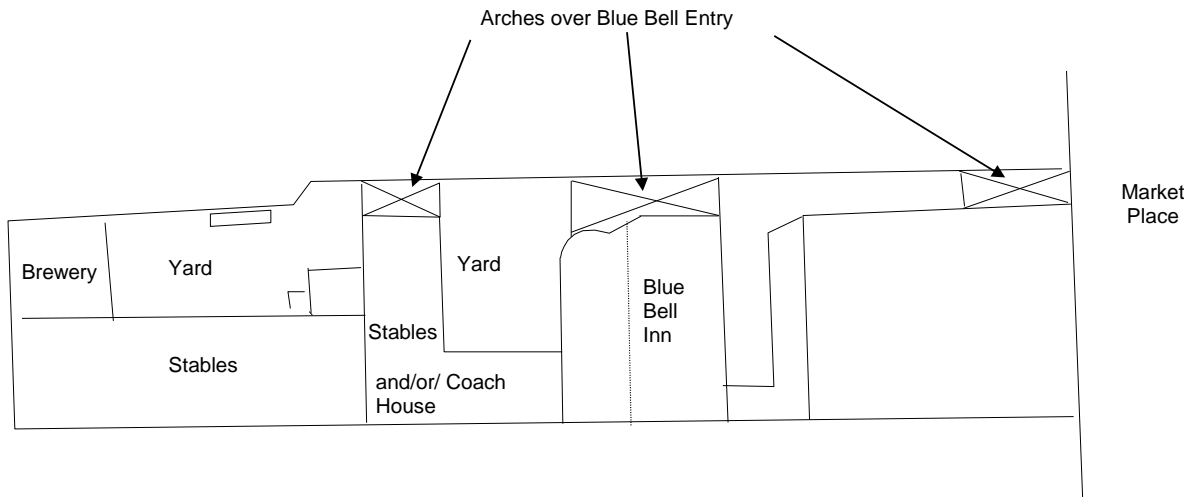 Arches over Blue Bell Entry
Market
Place
Brewery
Yard
Yard
Blue
Bell
Inn
Stables
Stables
and/or/ Coach
House